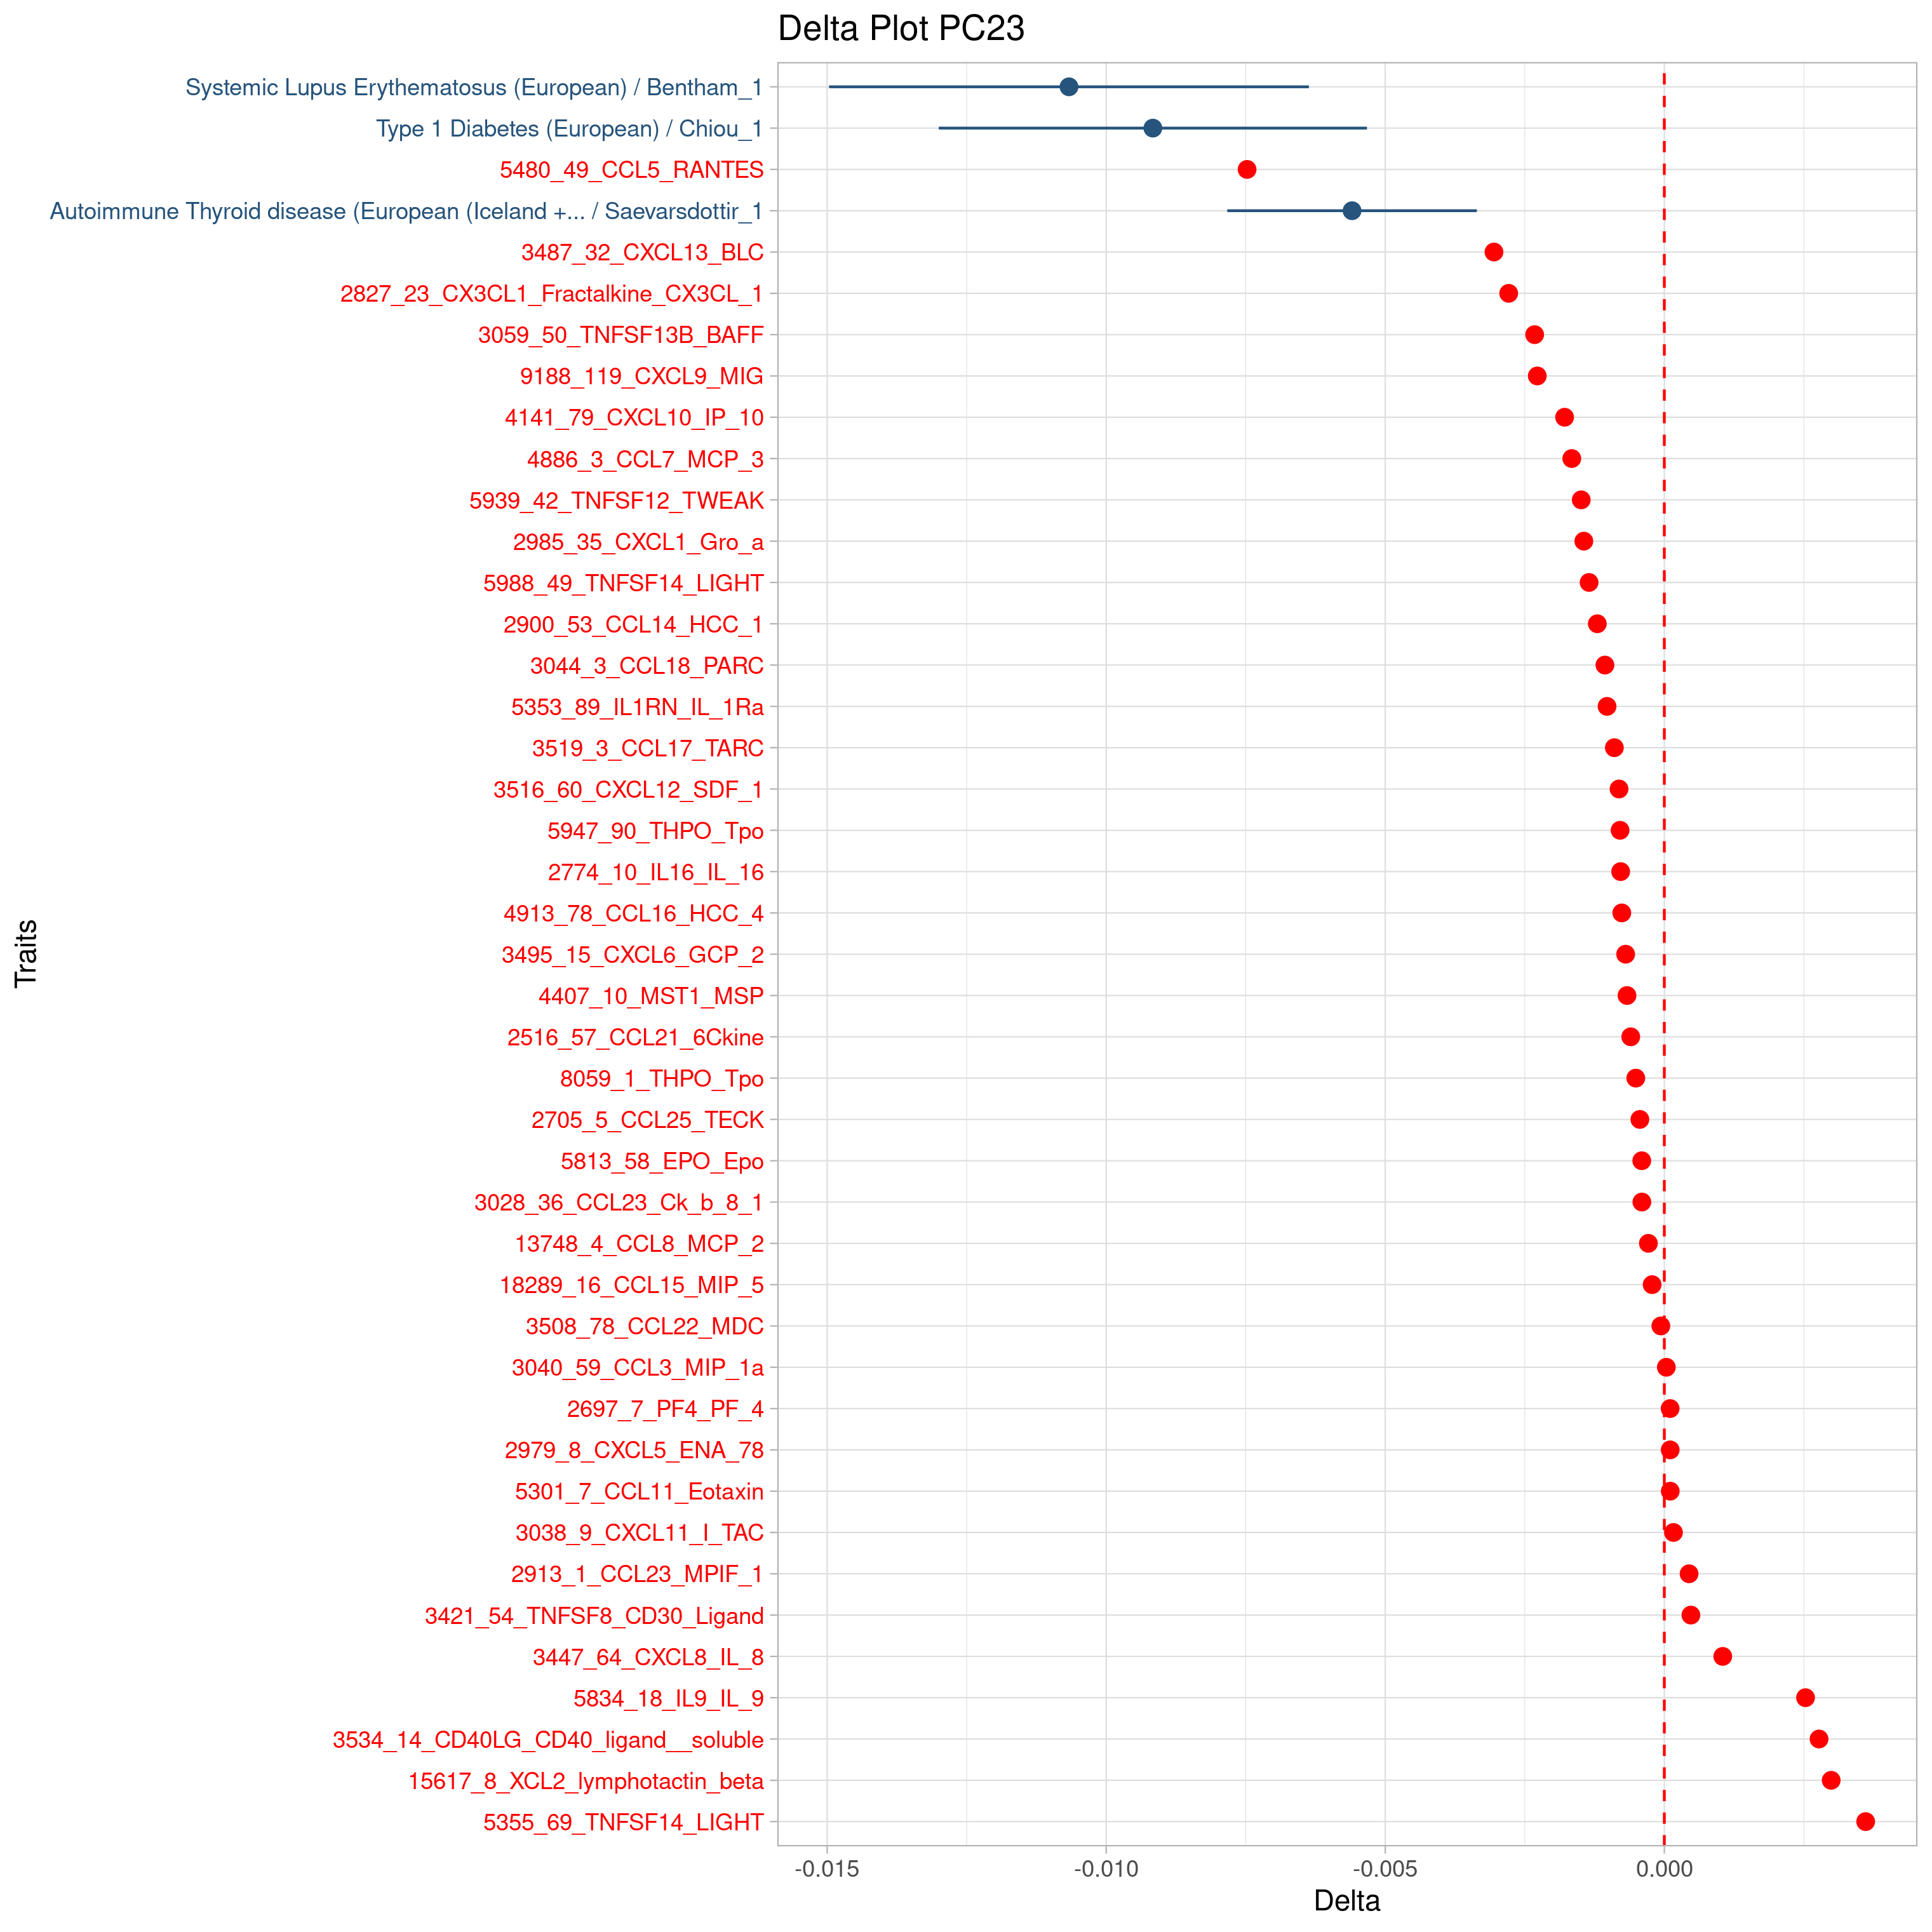 Delta Plot PC23
Systemic Lupus Erythematosus (European) / Bentham_1
Type 1 Diabetes (European) / Chiou_1
5480_49_CCL5_RANTES
Autoimmune Thyroid disease (European (Iceland +... / Saevarsdottir_1
3487_32_CXCL13_BLC
2827_23_CX3CL1_Fractalkine_CX3CL_1
3059_50_TNFSF13B_BAFF
9188_119_CXCL9_MIG
4141_79_CXCL10_IP_10
4886_3_CCL7_MCP_3
5939_42_TNFSF12_TWEAK
2985_35_CXCL1_Gro_a
5988_49_TNFSF14_LIGHT
2900_53_CCL14_HCC_1
3044_3_CCL18_PARC
5353_89_IL1RN_IL_1Ra
3519_3_CCL17_TARC
3516_60_CXCL12_SDF_1
5947_90_THPO_Tpo
2774_10_IL16_IL_16
4913_78_CCL16_HCC_4
3495_15_CXCL6_GCP_2
4407_10_MST1_MSP
2516_57_CCL21_6Ckine
8059_1_THPO_Tpo
2705_5_CCL25_TECK
5813_58_EPO_Epo
3028_36_CCL23_Ck_b_8_1
13748_4_CCL8_MCP_2
18289_16_CCL15_MIP_5
3508_78_CCL22_MDC
3040_59_CCL3_MIP_1a
2697_7_PF4_PF_4
2979_8_CXCL5_ENA_78
5301_7_CCL11_Eotaxin
3038_9_CXCL11_I_TAC
2913_1_CCL23_MPIF_1
3421_54_TNFSF8_CD30_Ligand
3447_64_CXCL8_IL_8
5834_18_IL9_IL_9
3534_14_CD40LG_CD40_ligand__soluble
15617_8_XCL2_lymphotactin_beta
5355_69_TNFSF14_LIGHT
Traits
-0.015 -0.010 -0.005 0.000
Delta